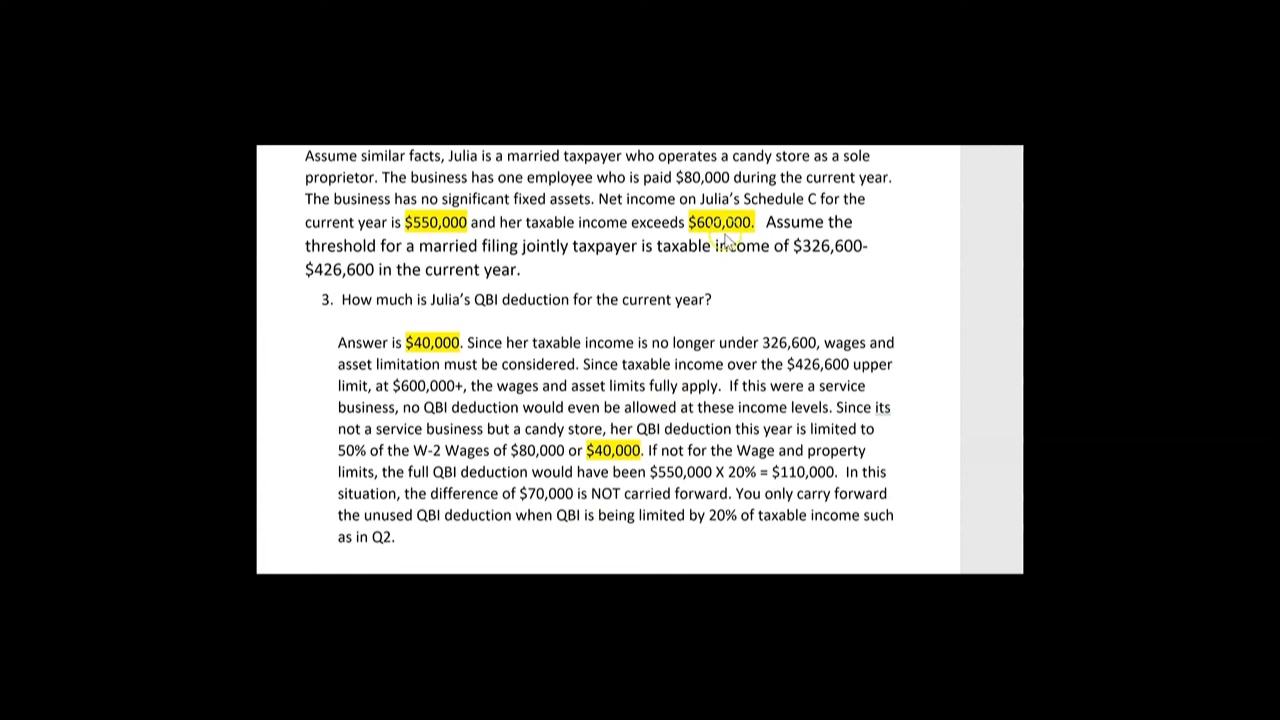 Assume similar facts, Julia is a married taxpayer who operates a candy store as a sole
proprietor. The business has one employee who is paid $80,000 during the current year.
The business has no significant fixed assets. Net income on Julia's Schedule C for the
current year is $550,000 and her taxable income exceeds $600,000. Assume the
threshold for a married filing jointly taxpayer is taxable income of $326,600-
$426,600 in the current year.
3. How much is Julia's QBI deduction for the current year?
Answer is $40,000. Since her taxable income is no longer under 326,600, wages and
asset limitation must be considered. Since taxable income over the $426,600 upper
limit, at $600,000+, the wages and asset limits fully apply. If this were a service
business, no QBI deduction would even be allowed at these income levels. Since its
not a service business but a candy store, her QBI deduction this year is limited to
50% of the W-2 Wages of $80,000 or $40,000. If not for the Wage and property
limits, the full QBI deduction would have been $550,000 X 20% = $110,000. In this
situation, the difference of $70,000 is NOT carried forward. You only carry forward
the unused QBI deduction when QBI is being limited by 20% of taxable income such
as in Q2.